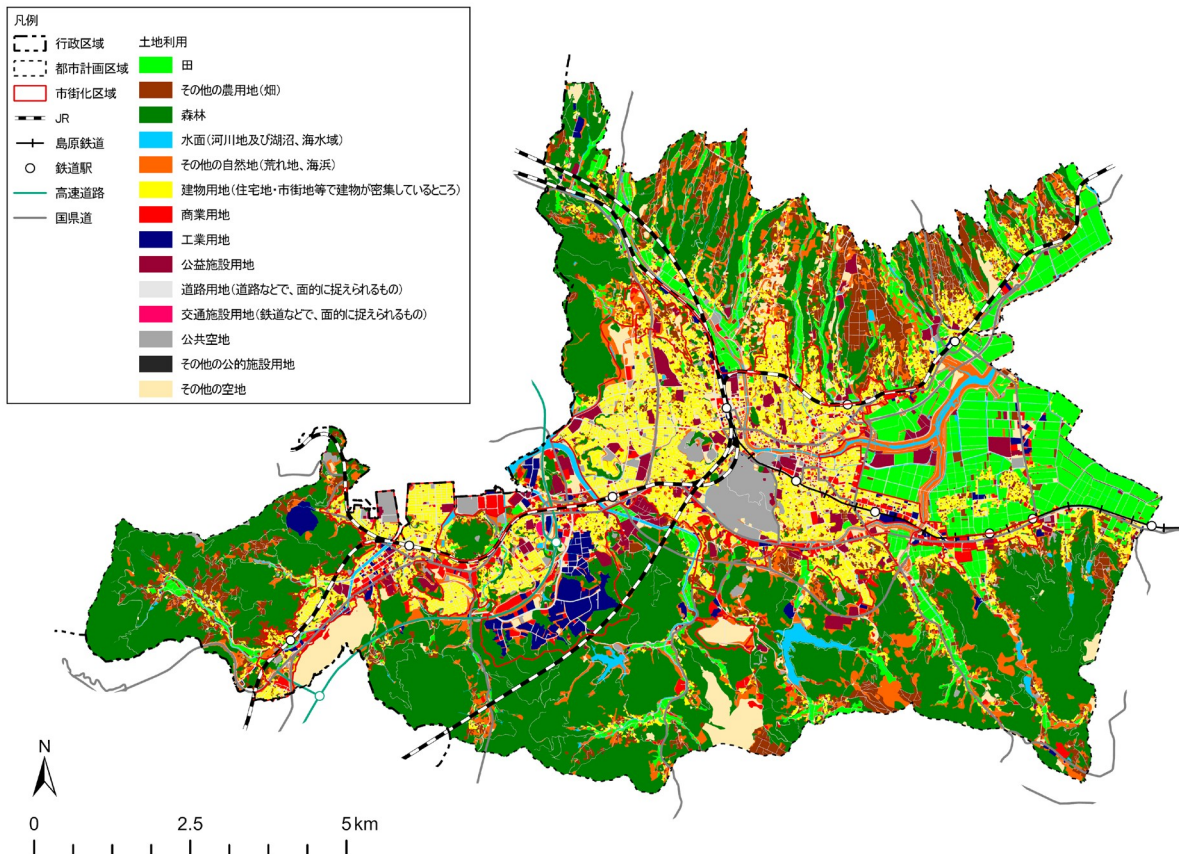 凡例
行政区域
都市計画区域
市街化区域
JR
島原鉄道
鉄道駅
高速道路
国県道
土地利用
田
その他の農用地(畑)
森林
水面(河川地及び湖沼、海水域)
その他の自然地(荒れ地、海浜)
建物用地(住宅地・市街地等で建物が密集しているところ)
商業用地
工業用地
公益施設用地
道路用地(道路などで、面的に捉えられるもの)
交通施設用地(鉄道などで、面的に捉えられるもの)
公共空地
その他の公的施設用地
その他の空地
N
0 2.5 5km